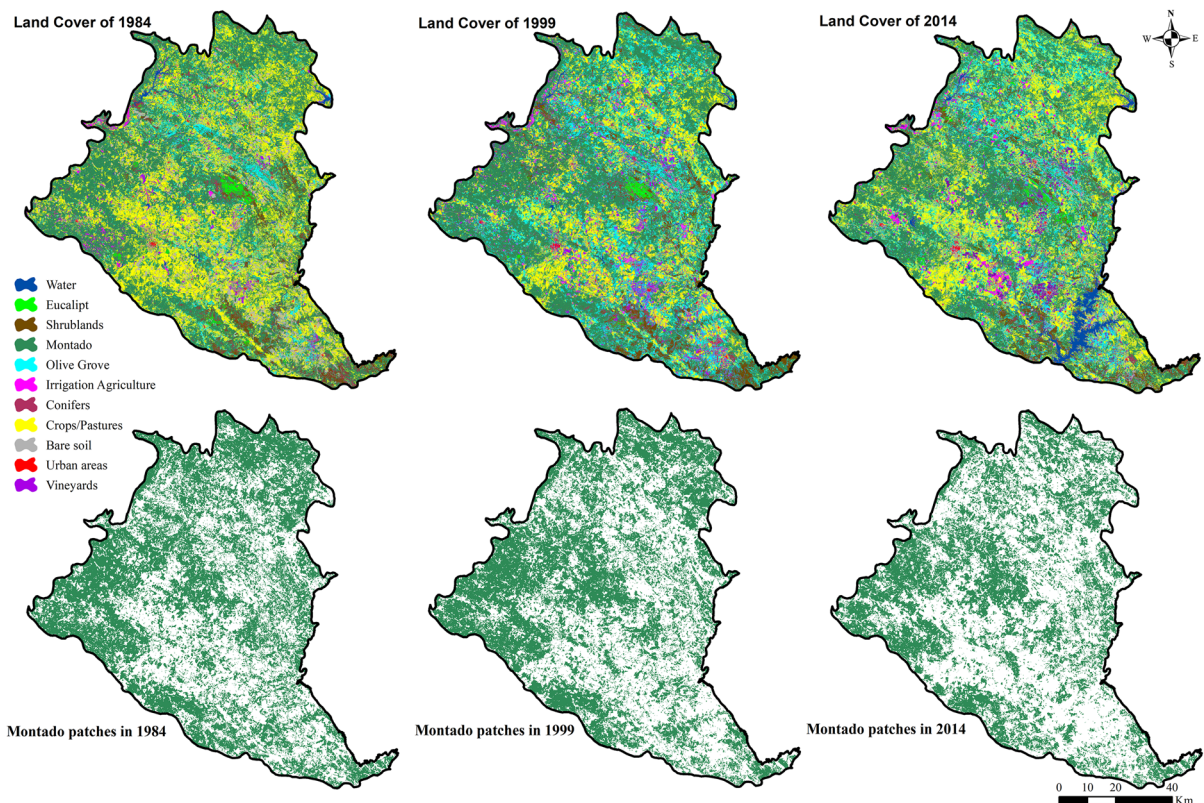 Land Cover of 1984
Land Cover of 1999
Land Cover of 2014
N
W E
S
Water
Eucalipt
Shrublands
Montado
Olive Grove
Irrigation Agriculture
Conifers
Crops/Pastures
Bare soil
Urban areas
Vineyards
Montado patches in 1984
Montado patches in 1999
Montado patches in 2014
0 10 20 40
Km